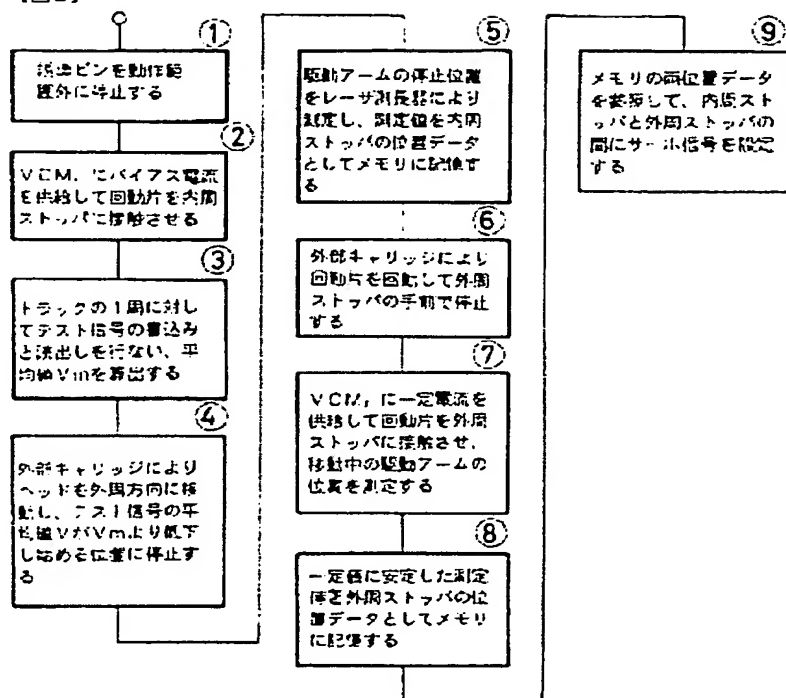 ①
誘導ピンを動作範
囲外に停止する
②
VCM, にバイアス電流
を供給して回動片を内周
ストッパに接触させる
③
トラックの1周に対し
てテスト信号の書込み
と読出しを行ない、平
均値Vmを算出する
④
外部キャリッジにより
ヘッドを外周方向に移
動し、テスト信号の平
均値VがVmより低下
し始める位置に停止す
る
⑤
駆動アームの停止位置
をレーザ測長器により
測定し、測定値を内周
ストッパの位置データ
としてメモリに記憶す
る
⑥
外部キャリッジにより
回動片を回転して外周
ストッパの手前で停止
する
⑦
VCM, に一定電流を
供給して回動片を外周
ストッパに接触させ、
移動中の駆動アームの
位置を測定する
⑧
一定値に安定した測定
値を外周ストッパの位
置データとしてメモリ
に記憶する
⑨
メモリの両位置データ
を参照して、内周スト
ッパと外周ストッパの
間にサーボ信号を設定
する